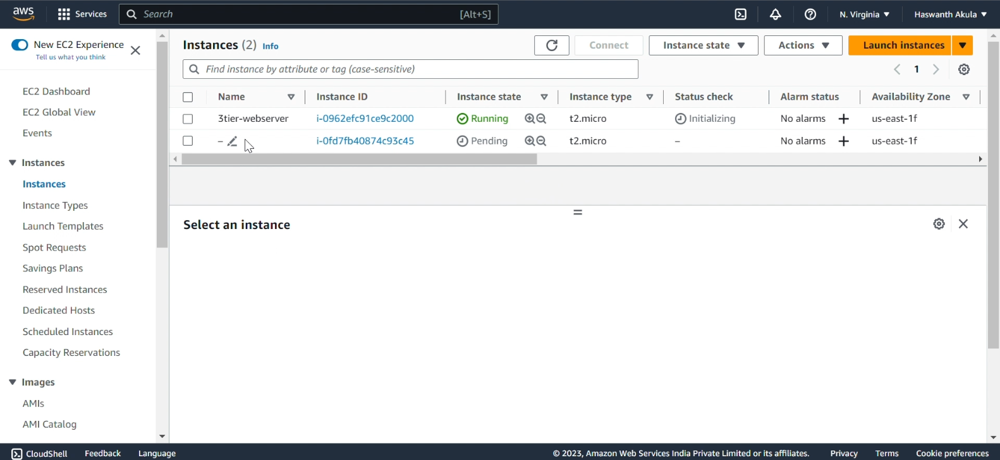 aws Services Search [Alt+S] N. Virginia Haswanth Akula
New EC2 Experience
Tell us what you think
EC2 Dashboard
EC2 Global View
Events
Instances
Instances
Instance Types
Launch Templates
Spot Requests
Savings Plans
Reserved Instances
Dedicated Hosts
Scheduled Instances
Capacity Reservations
Images
AMIs
AMI Catalog
Instances (2) Info Connect Instance state Actions Launch instances
Find instance by attribute or tag (case-sensitive) 1
Name Instance ID Instance state Instance type Status check Alarm status Availability Zone
3tier-webserver i-0962efc91ce9c2000 Running t2.micro Initializing No alarms + us-east-1f
– i-0fd7fb40874c93c45 Pending t2.micro – No alarms + us-east-1f
Select an instance
CloudShell Feedback Language © 2023, Amazon Web Services India Private Limited or its affiliates. Privacy Terms Cookie preferences